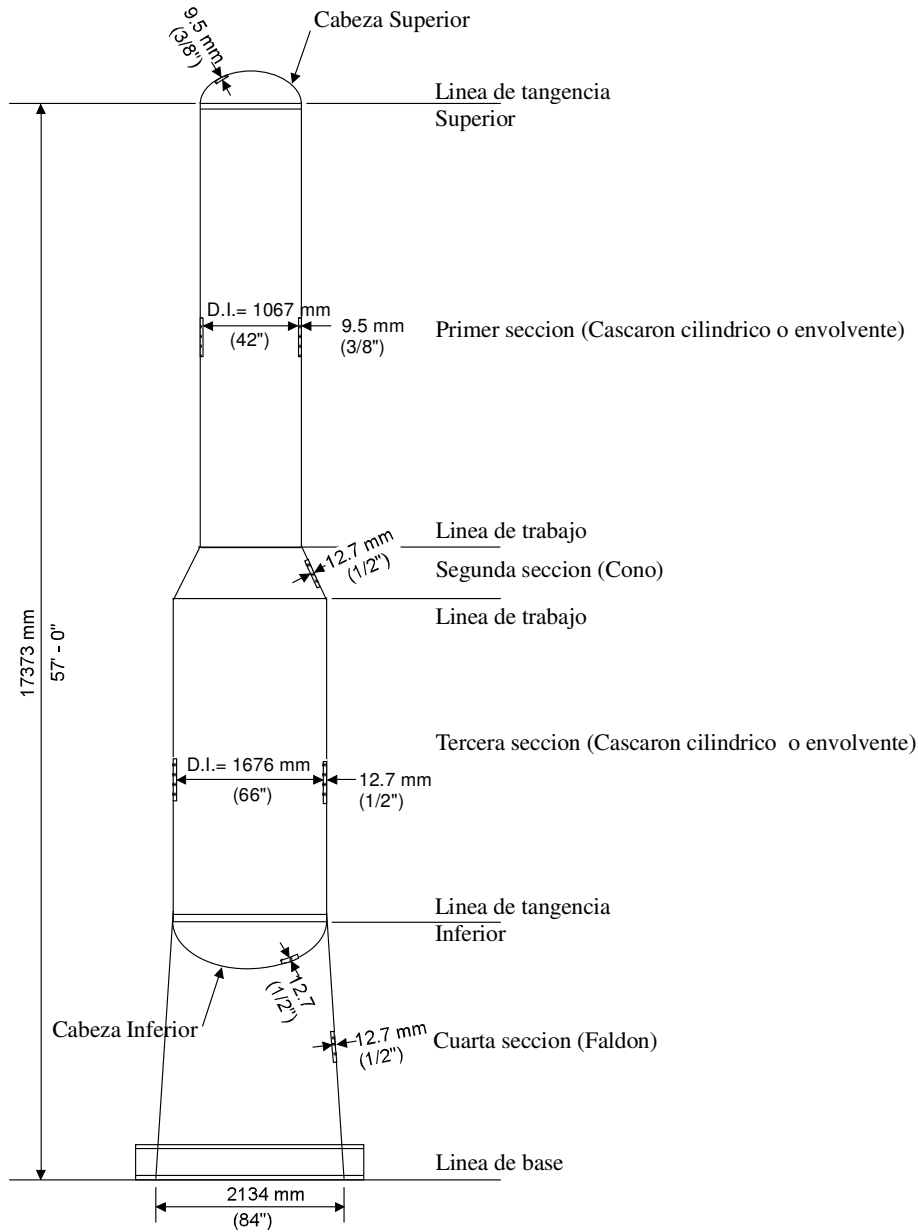 Cabeza Superior
9.5 mm
(3/8")
Linea de tangencia
Superior
D.I.= 1067 mm
(42")
9.5 mm
(3/8")
Primer seccion (Cascaron cilindrico o envolvente)
Linea de trabajo
12.7 mm
(1/2")
Segunda seccion (Cono)
Linea de trabajo
17373 mm
57' - 0"
Tercera seccion (Cascaron cilindrico o envolvente)
D.I.= 1676 mm
(66")
12.7 mm
(1/2")
Linea de tangencia
Inferior
12.7
(1/2")
Cabeza Inferior
12.7 mm
(1/2")
Cuarta seccion (Faldon)
Linea de base
2134 mm
(84")